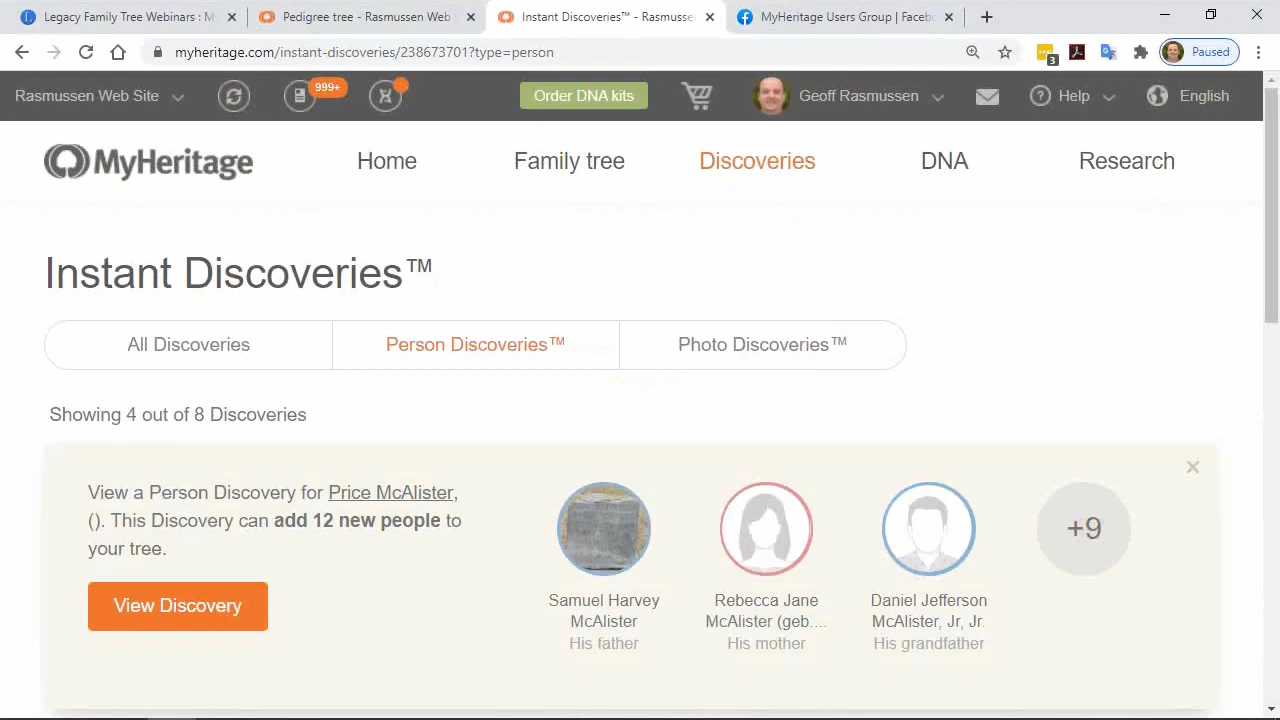 Legacy Family Tree Webinars : M
Pedigree tree - Rasmussen Web
Instant Discoveries™ - Rasmusse
MyHeritage Users Group | Faceb
myheritage.com/instant-discoveries/238673701?type=person
3
Paused
Rasmussen Web Site
999+
Order DNA kits
Geoff Rasmussen
Help
English
MyHeritage
Home
Family tree
Discoveries
DNA
Research
Instant Discoveries™
All Discoveries
Person Discoveries™
Photo Discoveries™
Showing 4 out of 8 Discoveries
View a Person Discovery for Price McAlister,
(). This Discovery can add 12 new people to
your tree.
View Discovery
Samuel Harvey
McAlister
His father
Rebecca Jane
McAlister (geb....
His mother
Daniel Jefferson
McAlister, Jr, Jr.
His grandfather
+9